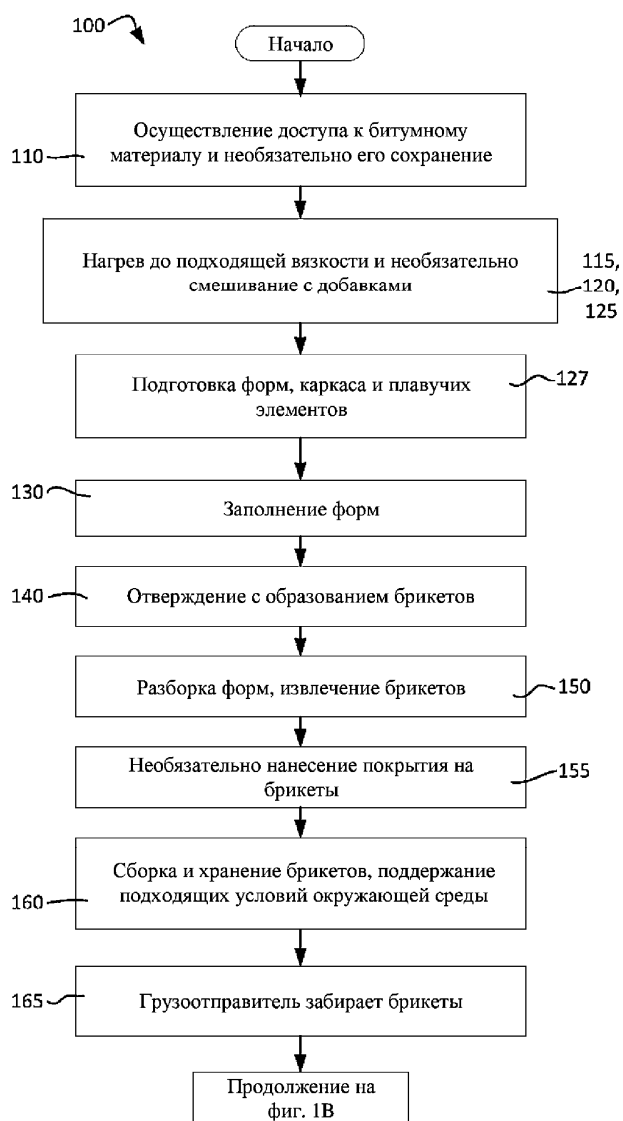 100
Начало
110
Осуществление доступа к битумному
материалу и необязательно его сохранение
Нагрев до подходящей вязкости и необязательно
смешивание с добавками
115,
120,
125
Подготовка форм, каркаса и плавучих
элементов
127
130
Заполнение форм
140
Отверждение с образованием брикетов
Разборка форм, извлечение брикетов
150
Необязательно нанесение покрытия на
брикеты
155
160
Сборка и хранение брикетов, поддержание
подходящих условий окружающей среды
165
Грузоотправитель забирает брикеты
Продолжение на
фиг. 1B